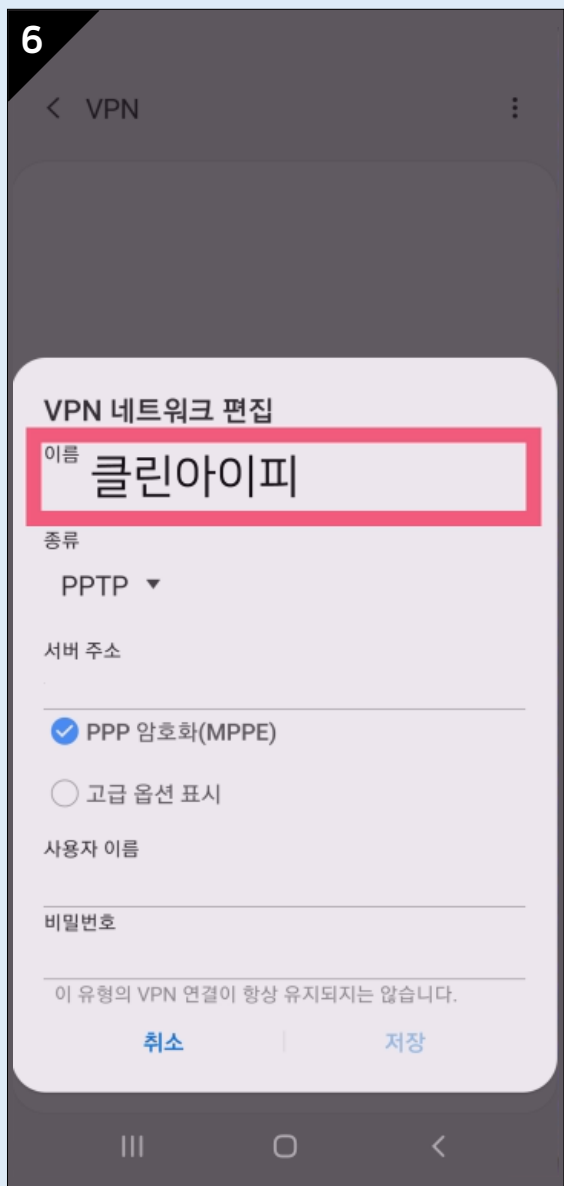 6
VPN
VPN 네트워크 편집
이름
클린아이피
종류
PPTP
서버 주소
PPP 암호화(MPPE)
고급 옵션 표시
사용자 이름
비밀번호
이 유형의 VPN 연결이 항상 유지되지는 않습니다.
취소
저장